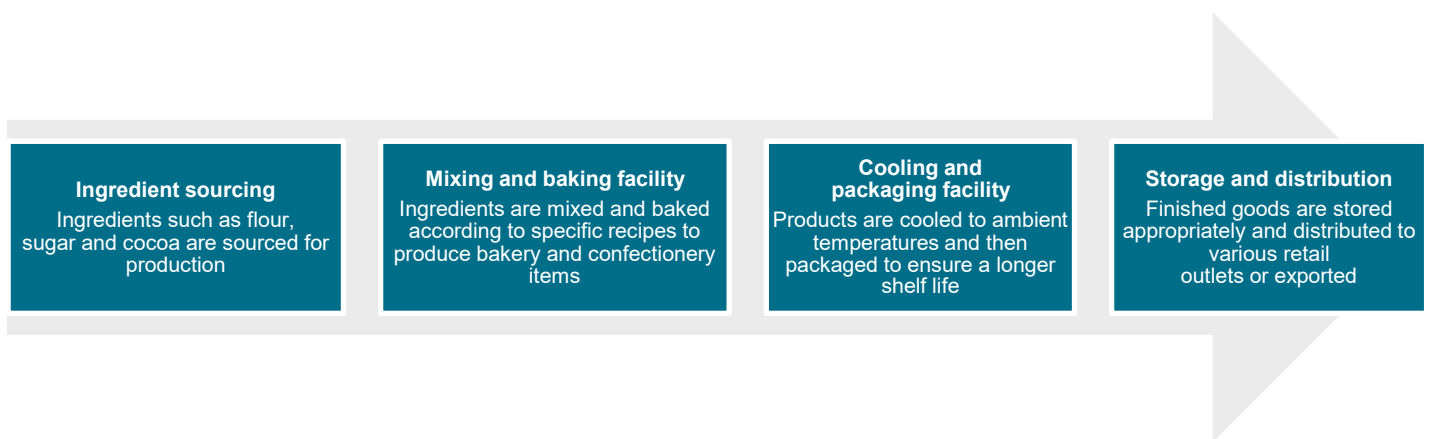 Ingredient sourcing
Ingredients such as flour,
sugar and cocoa are sourced for
production
Mixing and baking facility
Ingredients are mixed and baked
according to specific recipes to
produce bakery and confectionery
items
Cooling and
packaging facility
Products are cooled to ambient
temperatures and then
packaged to ensure a longer
shelf life
Storage and distribution
Finished goods are stored
appropriately and distributed to
various retail
outlets or exported